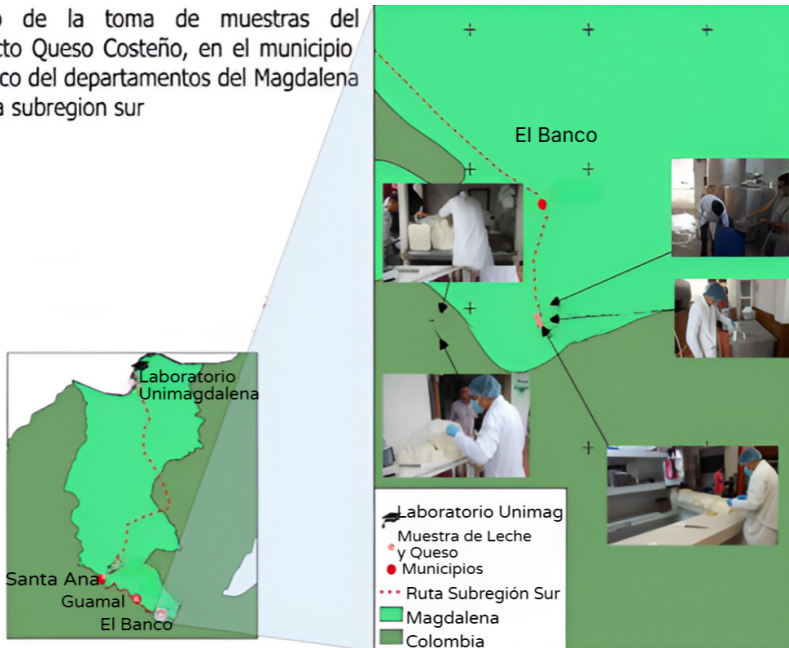 de la toma de muestras del
Queso Costeño, en el municipio
del departamentos del Magdalena
subregion sur
El Banco
Laboratorio
Unimagdalena
Santa Ana
Guamal
El Banco
Laboratorio Unimag
Muestra de Leche
y Queso
Municipios
Ruta Subregión Sur
Magdalena
Colombia